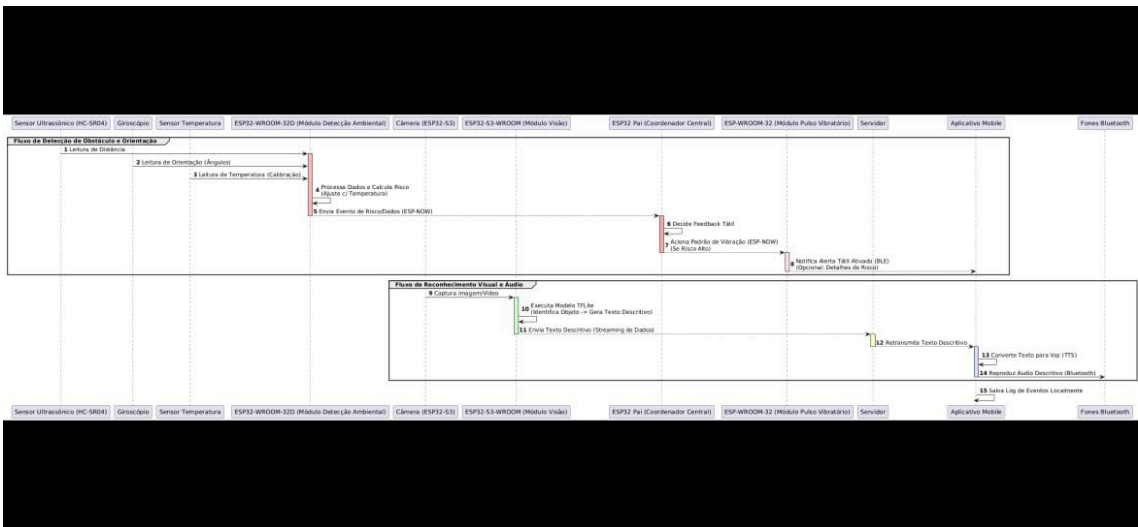 Sensor Ultrassônico (HC-SR04) Giroscópio Sensor Temperatura ESP32-WROOM-32D (Módulo Detecção Ambiental) Câmera (ESP32-S3) ESP32-S3-WROOM (Módulo Visão) ESP32 Pai (Coordenador Central) ESP-WROOM-32 (Módulo Pulso Vibratório) Servidor Aplicativo Mobile Fones Bluetooth
Fluxo de Detecção de Obstáculo e Orientação
1 Leitura de Distância
2 Leitura de Orientação (Ângulos)
3 Leitura de Temperatura (Calibração)
4 Processa Dados e Calcula Risco
(Ajuste c/ Temperatura)
5 Envia Evento de Risco/Dados (ESP-NOW)
6 Decide Feedback Tátil
7 Aciona Padrão de Vibração (ESP-NOW)
(Se Risco Alto)
8 Notifica Alerta Tátil Ativado (BLE)
(Opcional: Detalhes do Risco)
Fluxo de Reconhecimento Visual e Áudio
9 Captura Imagem/Vídeo
10 Executa Modelo TFLite
(Identifica Objeto -> Gera Texto Descritivo)
11 Envia Texto Descritivo (Streaming de Dados)
12 Retransmite Texto Descritivo
13 Converte Texto para Voz (TTS)
14 Reproduz Áudio Descritivo (Bluetooth)
15 Salva Log de Eventos Localmente
Sensor Ultrassônico (HC-SR04) Giroscópio Sensor Temperatura ESP32-WROOM-32D (Módulo Detecção Ambiental) Câmera (ESP32-S3) ESP32-S3-WROOM (Módulo Visão) ESP32 Pai (Coordenador Central) ESP-WROOM-32 (Módulo Pulso Vibratório) Servidor Aplicativo Mobile Fones Bluetooth